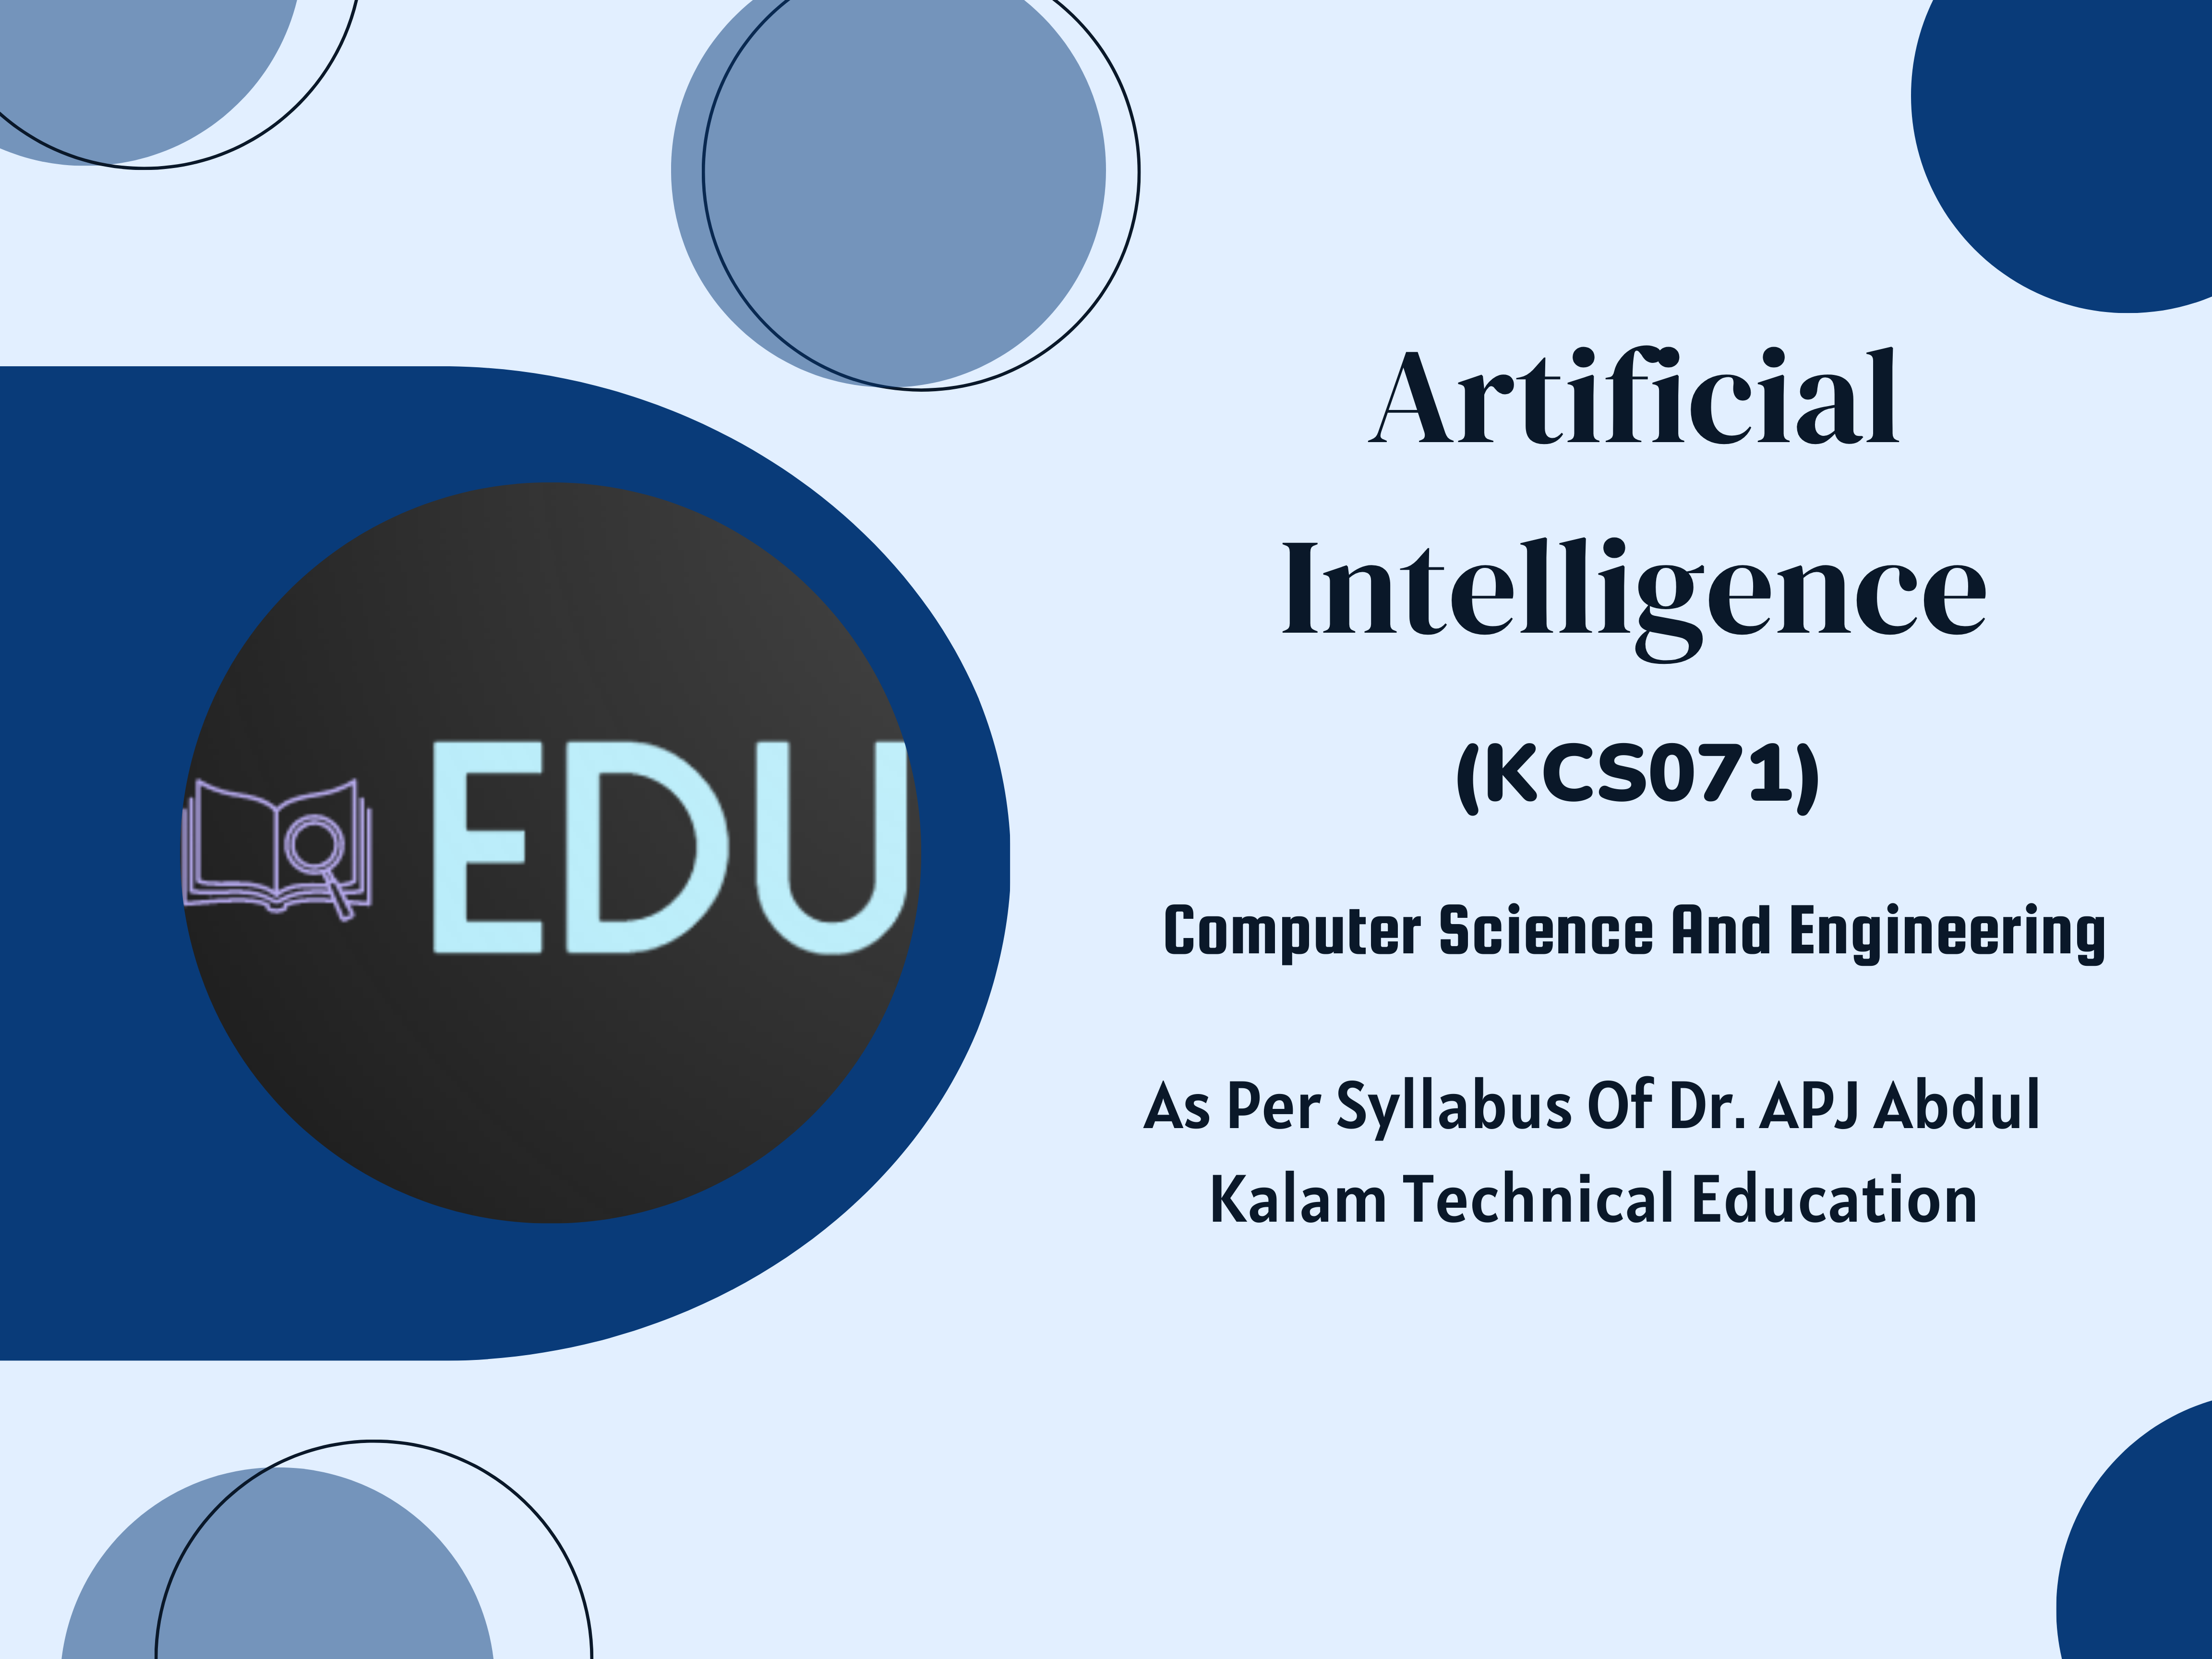 Artificial
Intelligence
(KCS071)
EDU
Computer Science And Engineering
As Per Syllabus Of Dr. APJ Abdul
Kalam Technical Education